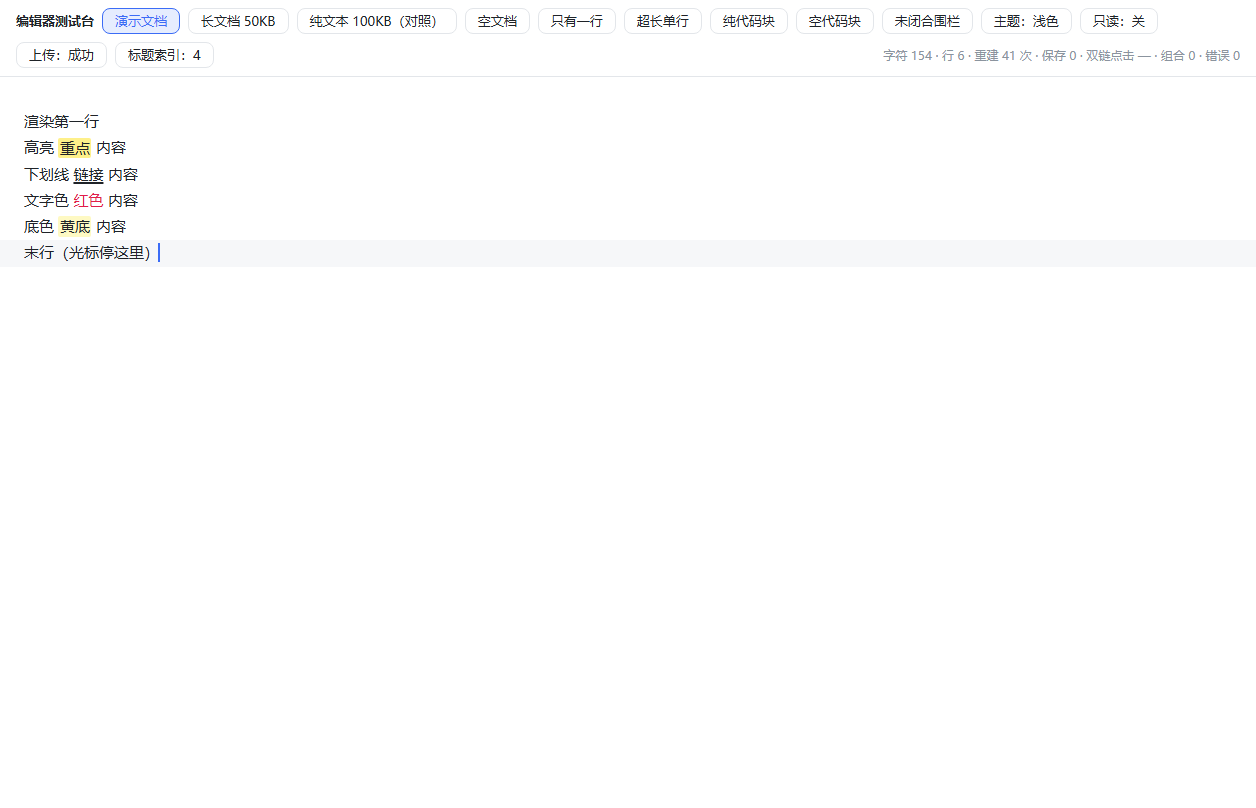 编辑器测试台 演示文档 长文档 50KB 纯文本 100KB（对照） 空文档 只有一行 超长单行 纯代码块 空代码块 未闭合围栏 主题：浅色 只读：关
上传：成功 标题索引：4 字符 154 · 行 6 · 重建 41 次 · 保存 0 · 双链点击 — · 组合 0 · 错误 0
渲染第一行
高亮 重点 内容
下划线 链接 内容
文字色 红色 内容
底色 黄底 内容
末行（光标停这里）